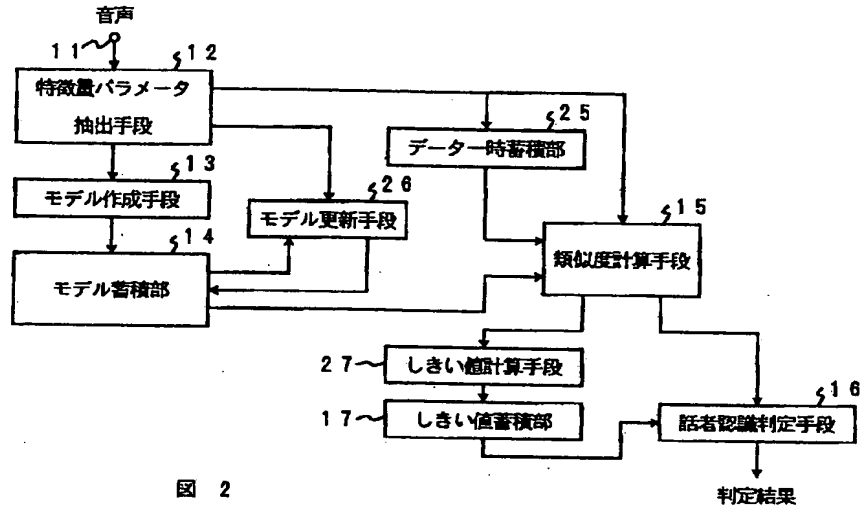 音声
11
12
特徴量パラメータ
抽出手段
25
データ一時蓄積部
13
モデル作成手段
26
モデル更新手段
14
モデル蓄積部
15
類似度計算手段
27
しきい値計算手段
17
しきい値蓄積部
16
話者認識判定手段
判定結果
図 2